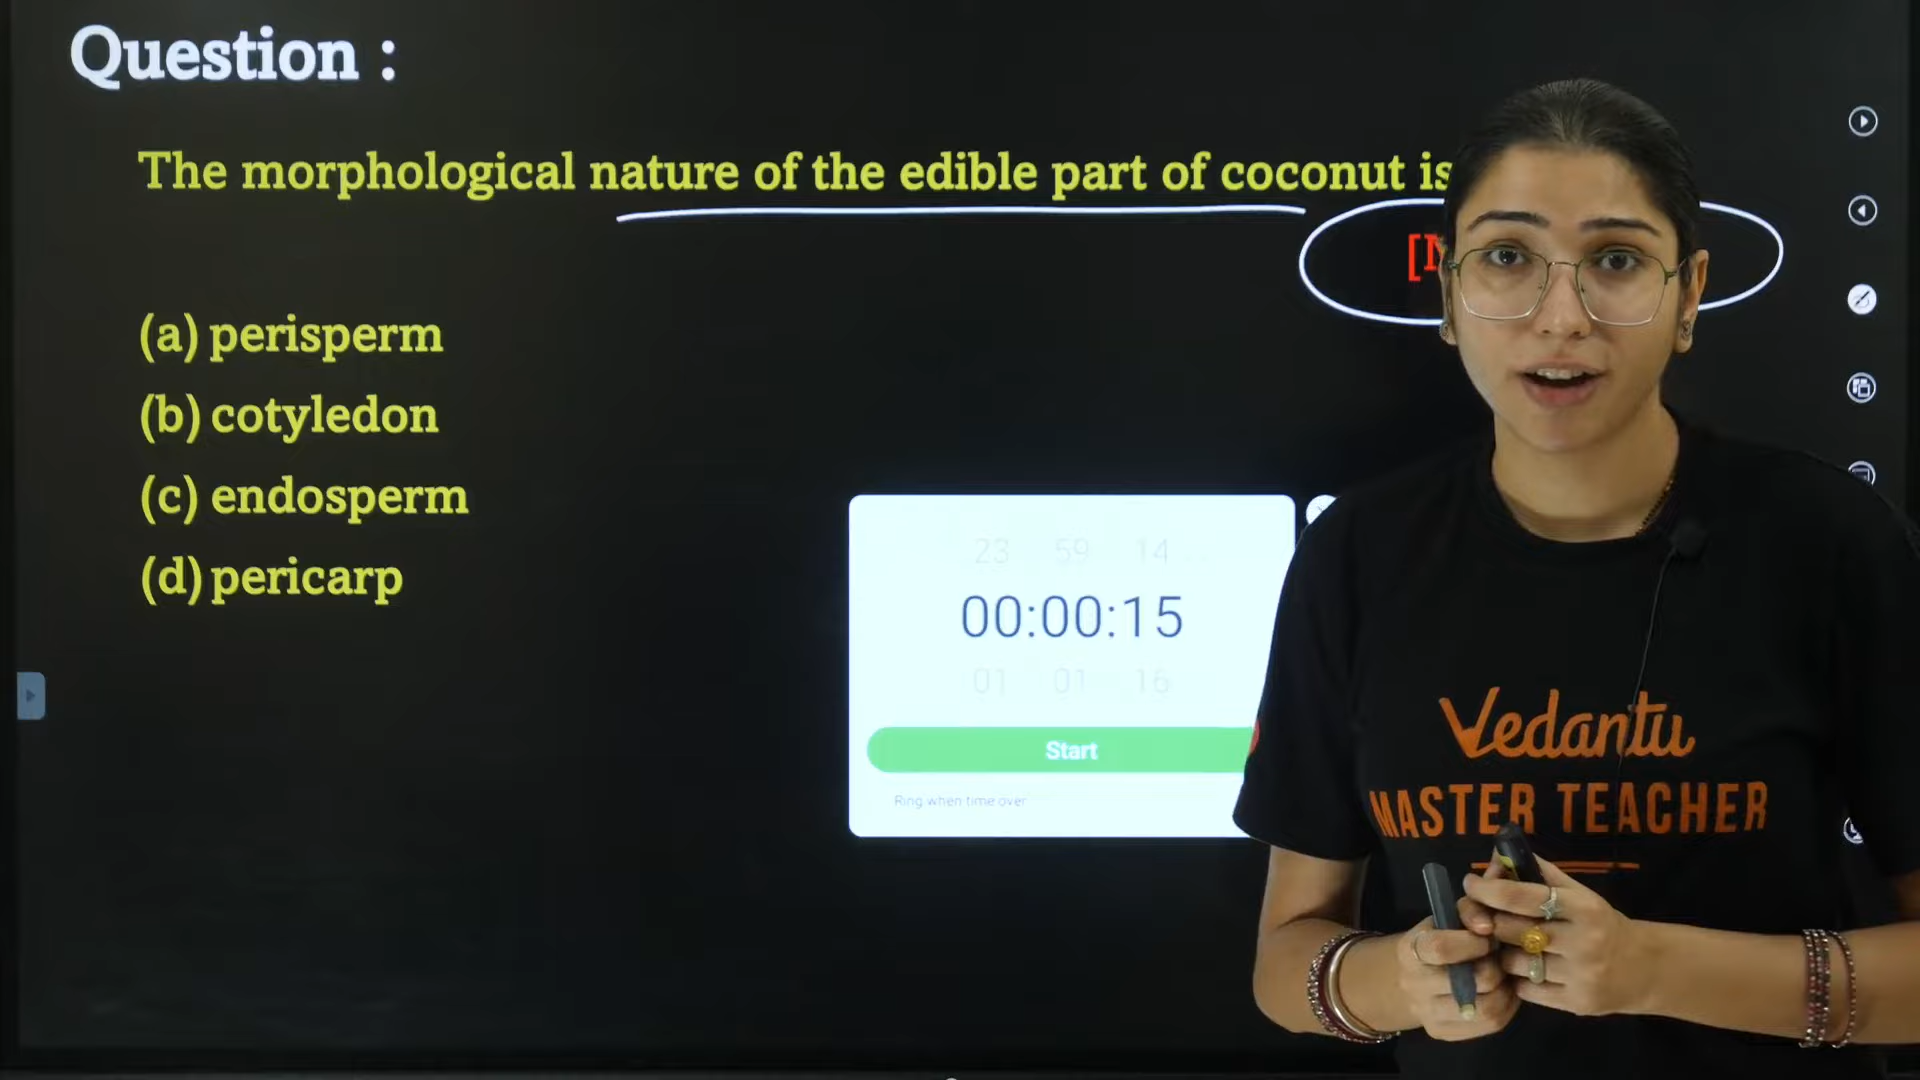 Question :
The morphological nature of the edible part of coconut is
(a) perisperm
(b) cotyledon
(c) endosperm
(d) pericarp
23 59 14
00:00:15
01 01 16
Start
Ring when time over
Vedantu
MASTER TEACHER